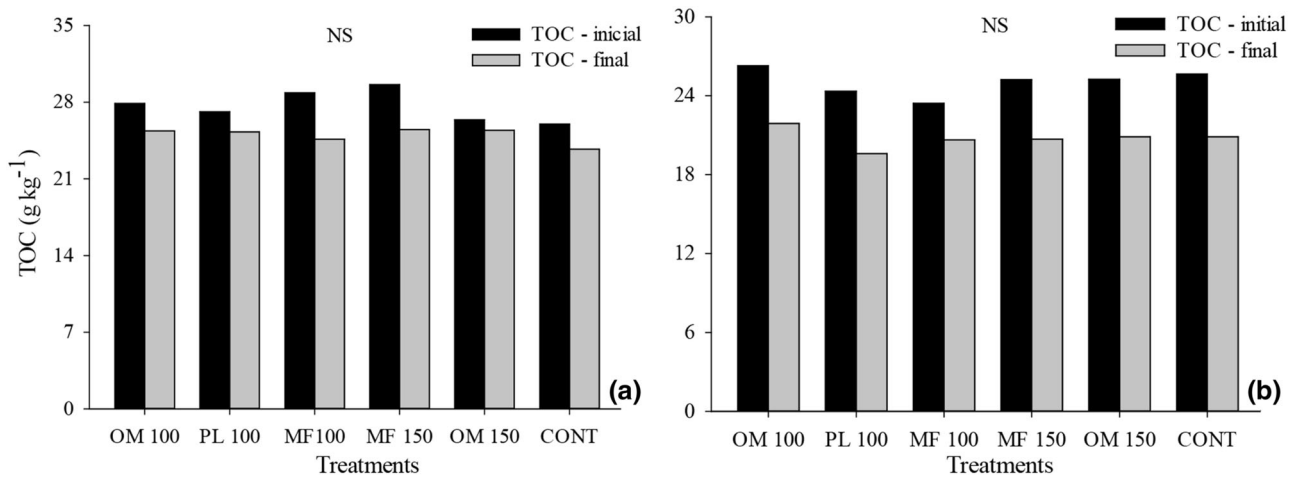 35
28
21
14
7
0
TOC (g kg⁻¹)
NS
TOC - inicial
TOC - final
(a)
OM 100 PL 100 MF100 MF 150 OM 150 CONT
Treatments
30
24
18
12
6
0
NS
TOC - initial
TOC - final
(b)
OM 100 PL 100 MF 100 MF 150 OM 150 CONT
Treatments